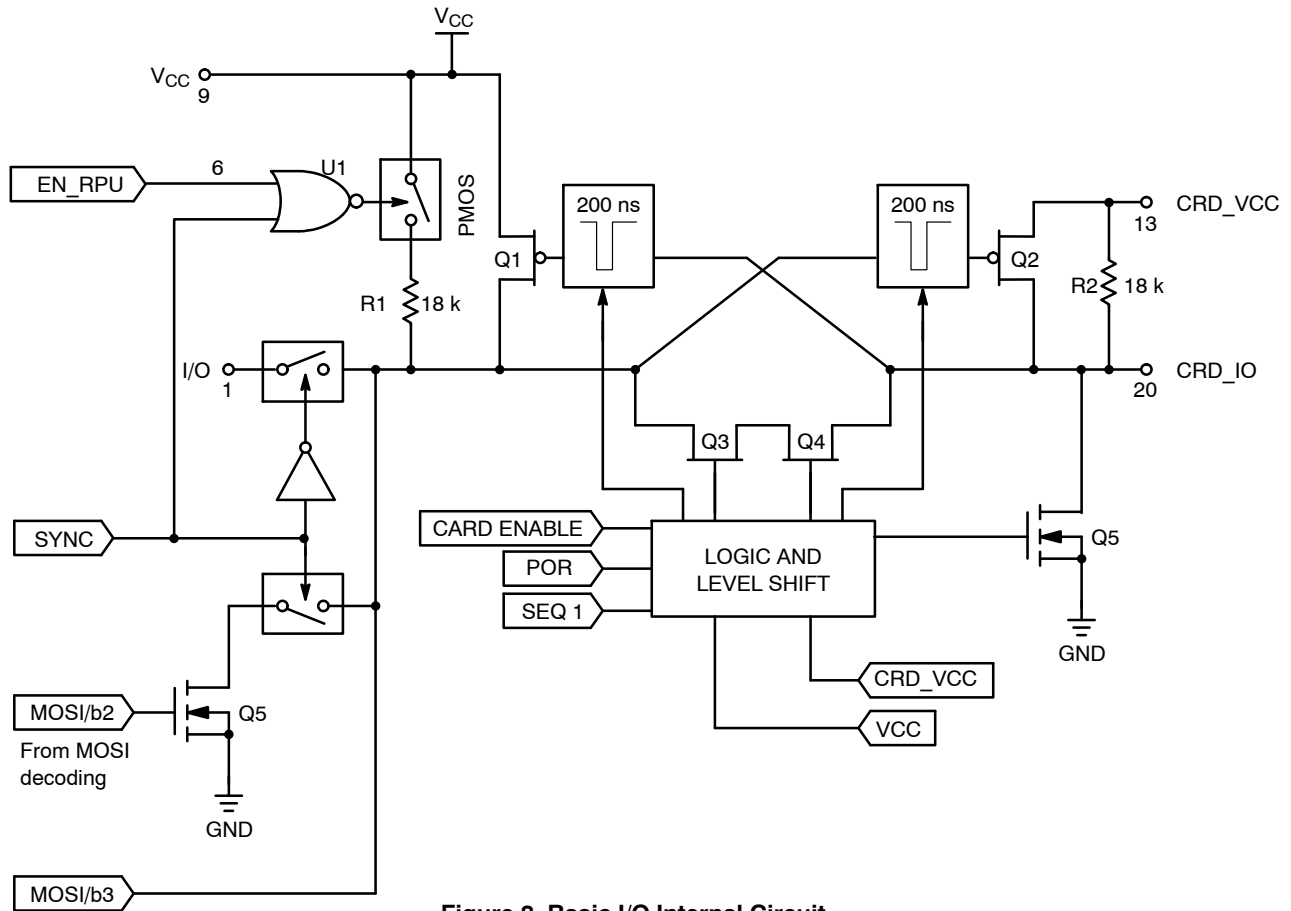 VCC
VCC
9
EN_RPU
6
U1
PMOS
R1
18 k
Q1
200 ns
200 ns
Q2
CRD_VCC
13
R2
18 k
I/O
1
CRD_IO
20
Q3
Q4
SYNC
CARD ENABLE
POR
SEQ 1
LOGIC AND
LEVEL SHIFT
Q5
GND
CRD_VCC
VCC
MOSI/b2
Q5
From MOSI
decoding
GND
MOSI/b3
Basic I/O Internal Circuit